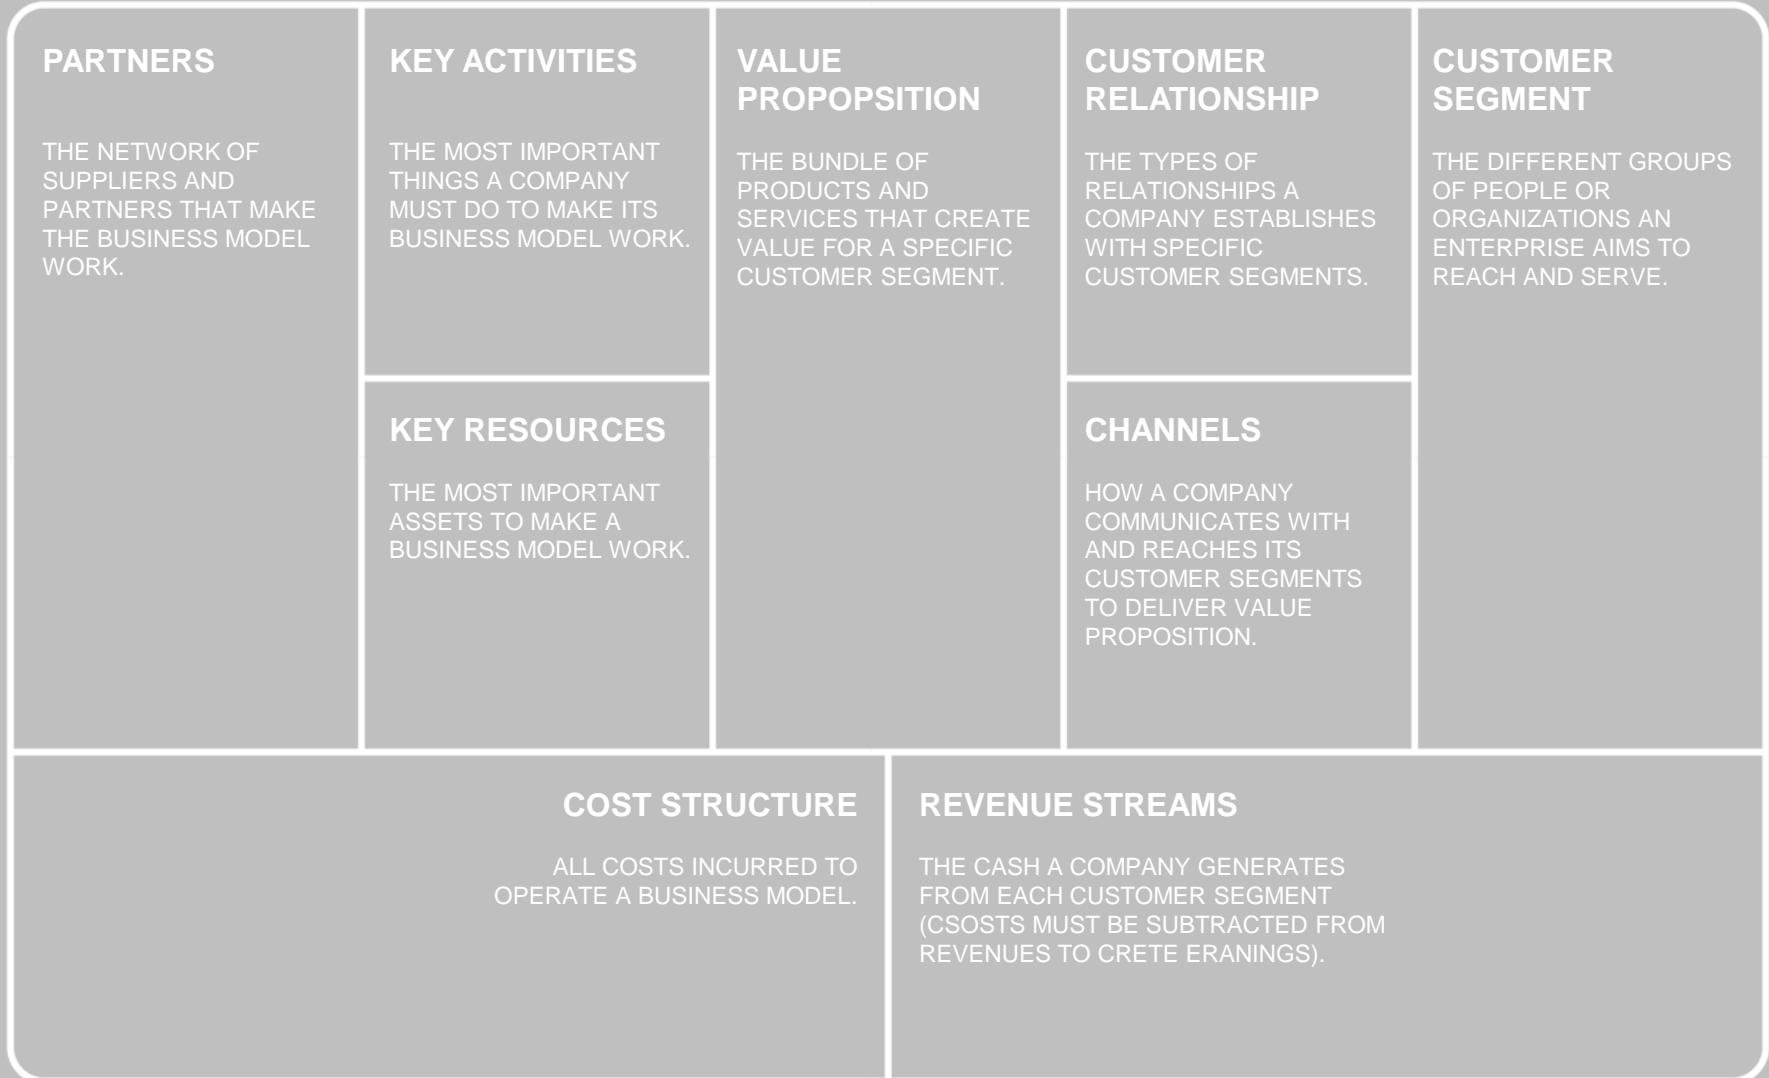 PARTNERS
THE NETWORK OF
SUPPLIERS AND
PARTNERS THAT MAKE
THE BUSINESS MODEL
WORK.
KEY ACTIVITIES
THE MOST IMPORTANT
THINGS A COMPANY
MUST DO TO MAKE ITS
BUSINESS MODEL WORK.
KEY RESOURCES
THE MOST IMPORTANT
ASSETS TO MAKE A
BUSINESS MODEL WORK.
VALUE
PROPOPSITION
THE BUNDLE OF
PRODUCTS AND
SERVICES THAT CREATE
VALUE FOR A SPECIFIC
CUSTOMER SEGMENT.
CUSTOMER
RELATIONSHIP
THE TYPES OF
RELATIONSHIPS A
COMPANY ESTABLISHES
WITH SPECIFIC
CUSTOMER SEGMENTS.
CHANNELS
HOW A COMPANY
COMMUNICATES WITH
AND REACHES ITS
CUSTOMER SEGMENTS
TO DELIVER VALUE
PROPOSITION.
CUSTOMER
SEGMENT
THE DIFFERENT GROUPS
OF PEOPLE OR
ORGANIZATIONS AN
ENTERPRISE AIMS TO
REACH AND SERVE.
COST STRUCTURE
ALL COSTS INCURRED TO
OPERATE A BUSINESS MODEL.
REVENUE STREAMS
THE CASH A COMPANY GENERATES
FROM EACH CUSTOMER SEGMENT
(CSOSTS MUST BE SUBTRACTED FROM
REVENUES TO CRETE ERANINGS).